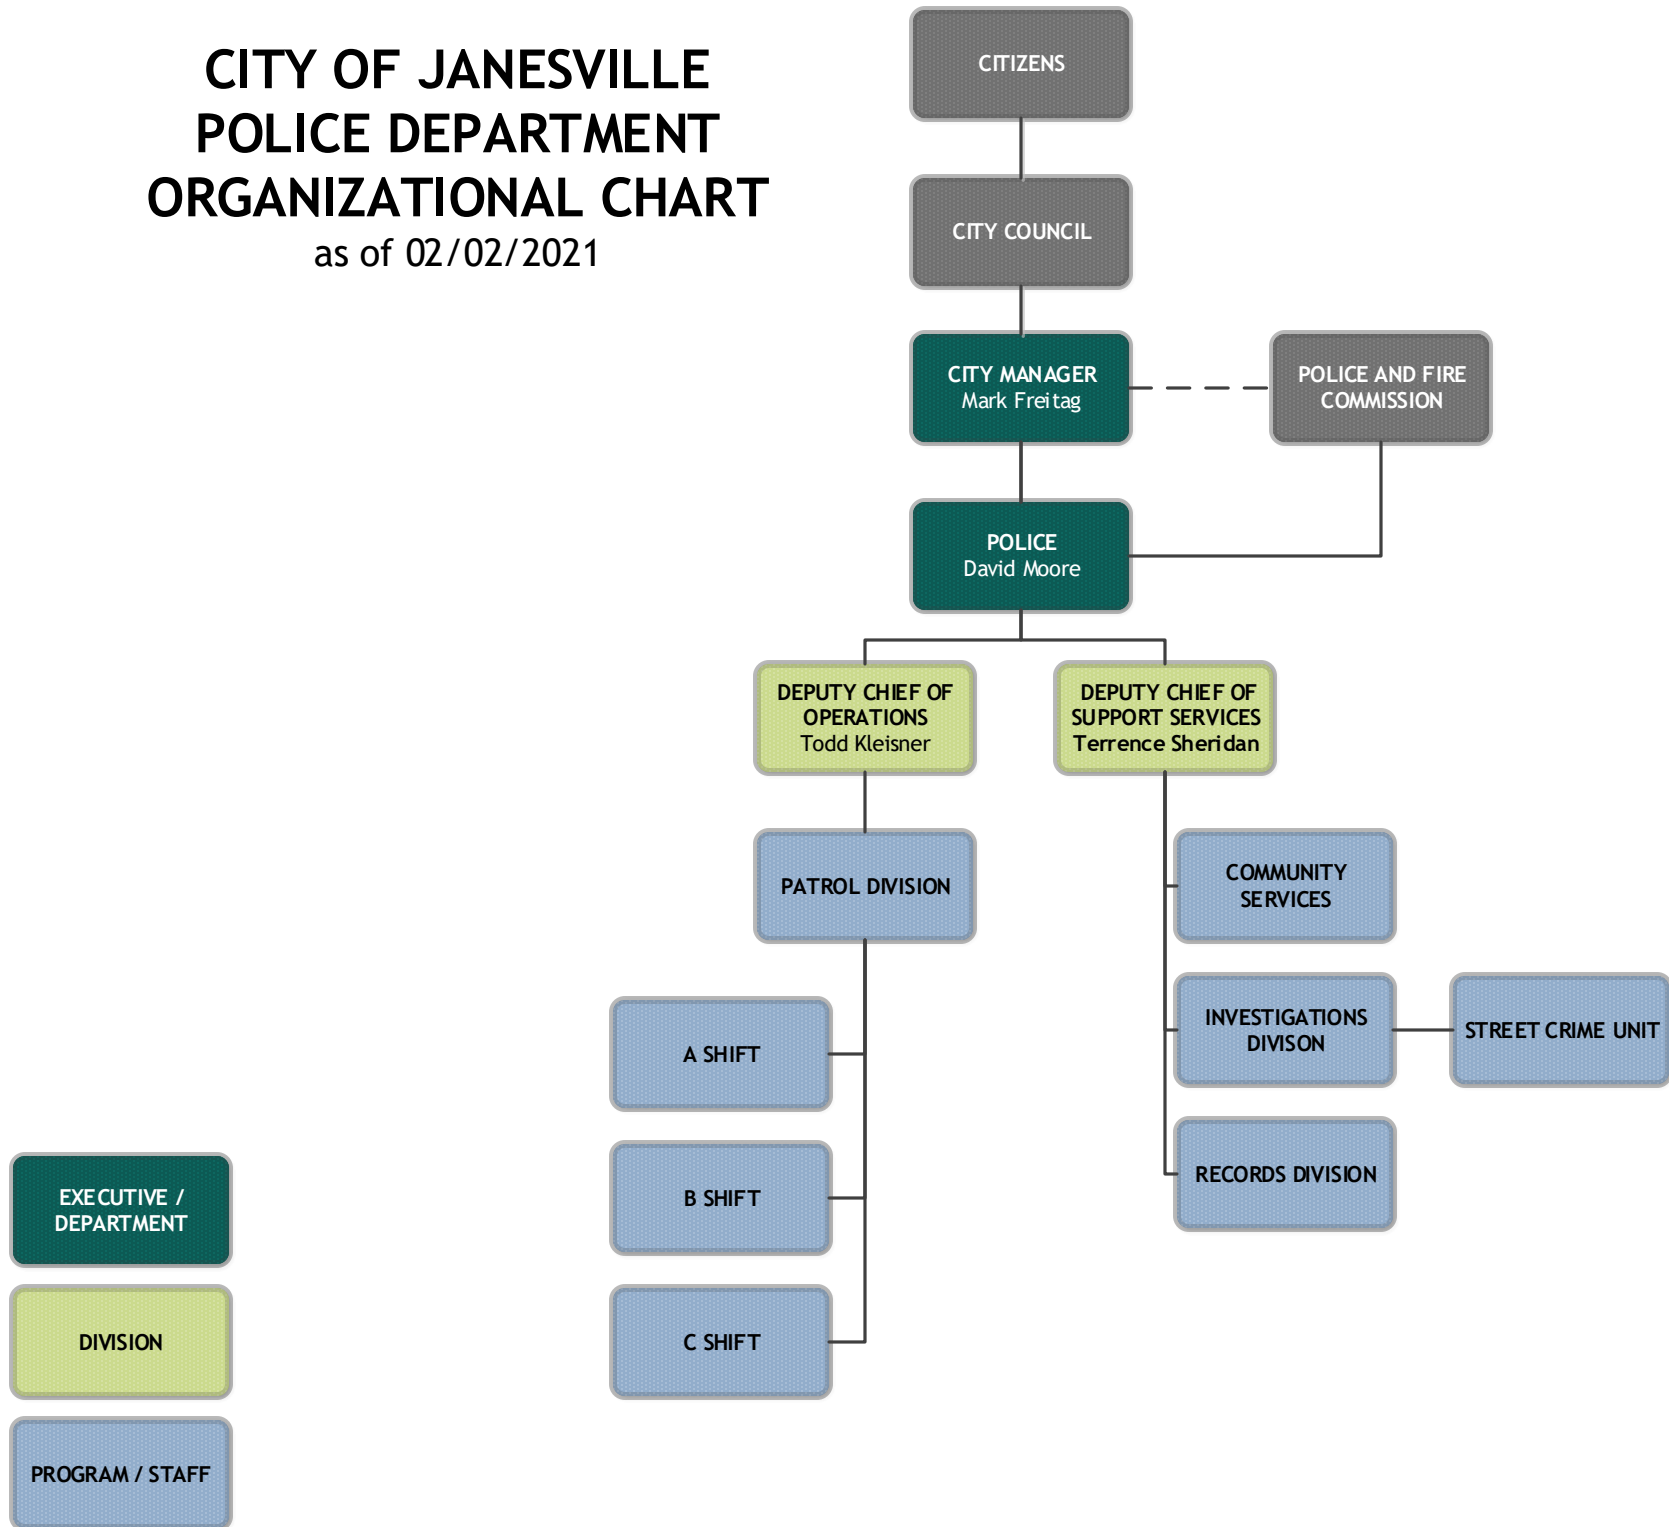 CITY OF JANESVILLE
POLICE DEPARTMENT
ORGANIZATIONAL CHART
as of 02/02/2021
CITIZENS
CITY COUNCIL
CITY MANAGER
Mark Freitag
POLICE AND FIRE
COMMISSION
POLICE
David Moore
DEPUTY CHIEF OF
OPERATIONS
Todd Kleisner
DEPUTY CHIEF OF
SUPPORT SERVICES
Terrence Sheridan
PATROL DIVISION
COMMUNITY
SERVICES
A SHIFT
INVESTIGATIONS
DIVISON
STREET CRIME UNIT
B SHIFT
RECORDS DIVISION
C SHIFT
EXECUTIVE /
DEPARTMENT
DIVISION
PROGRAM / STAFF